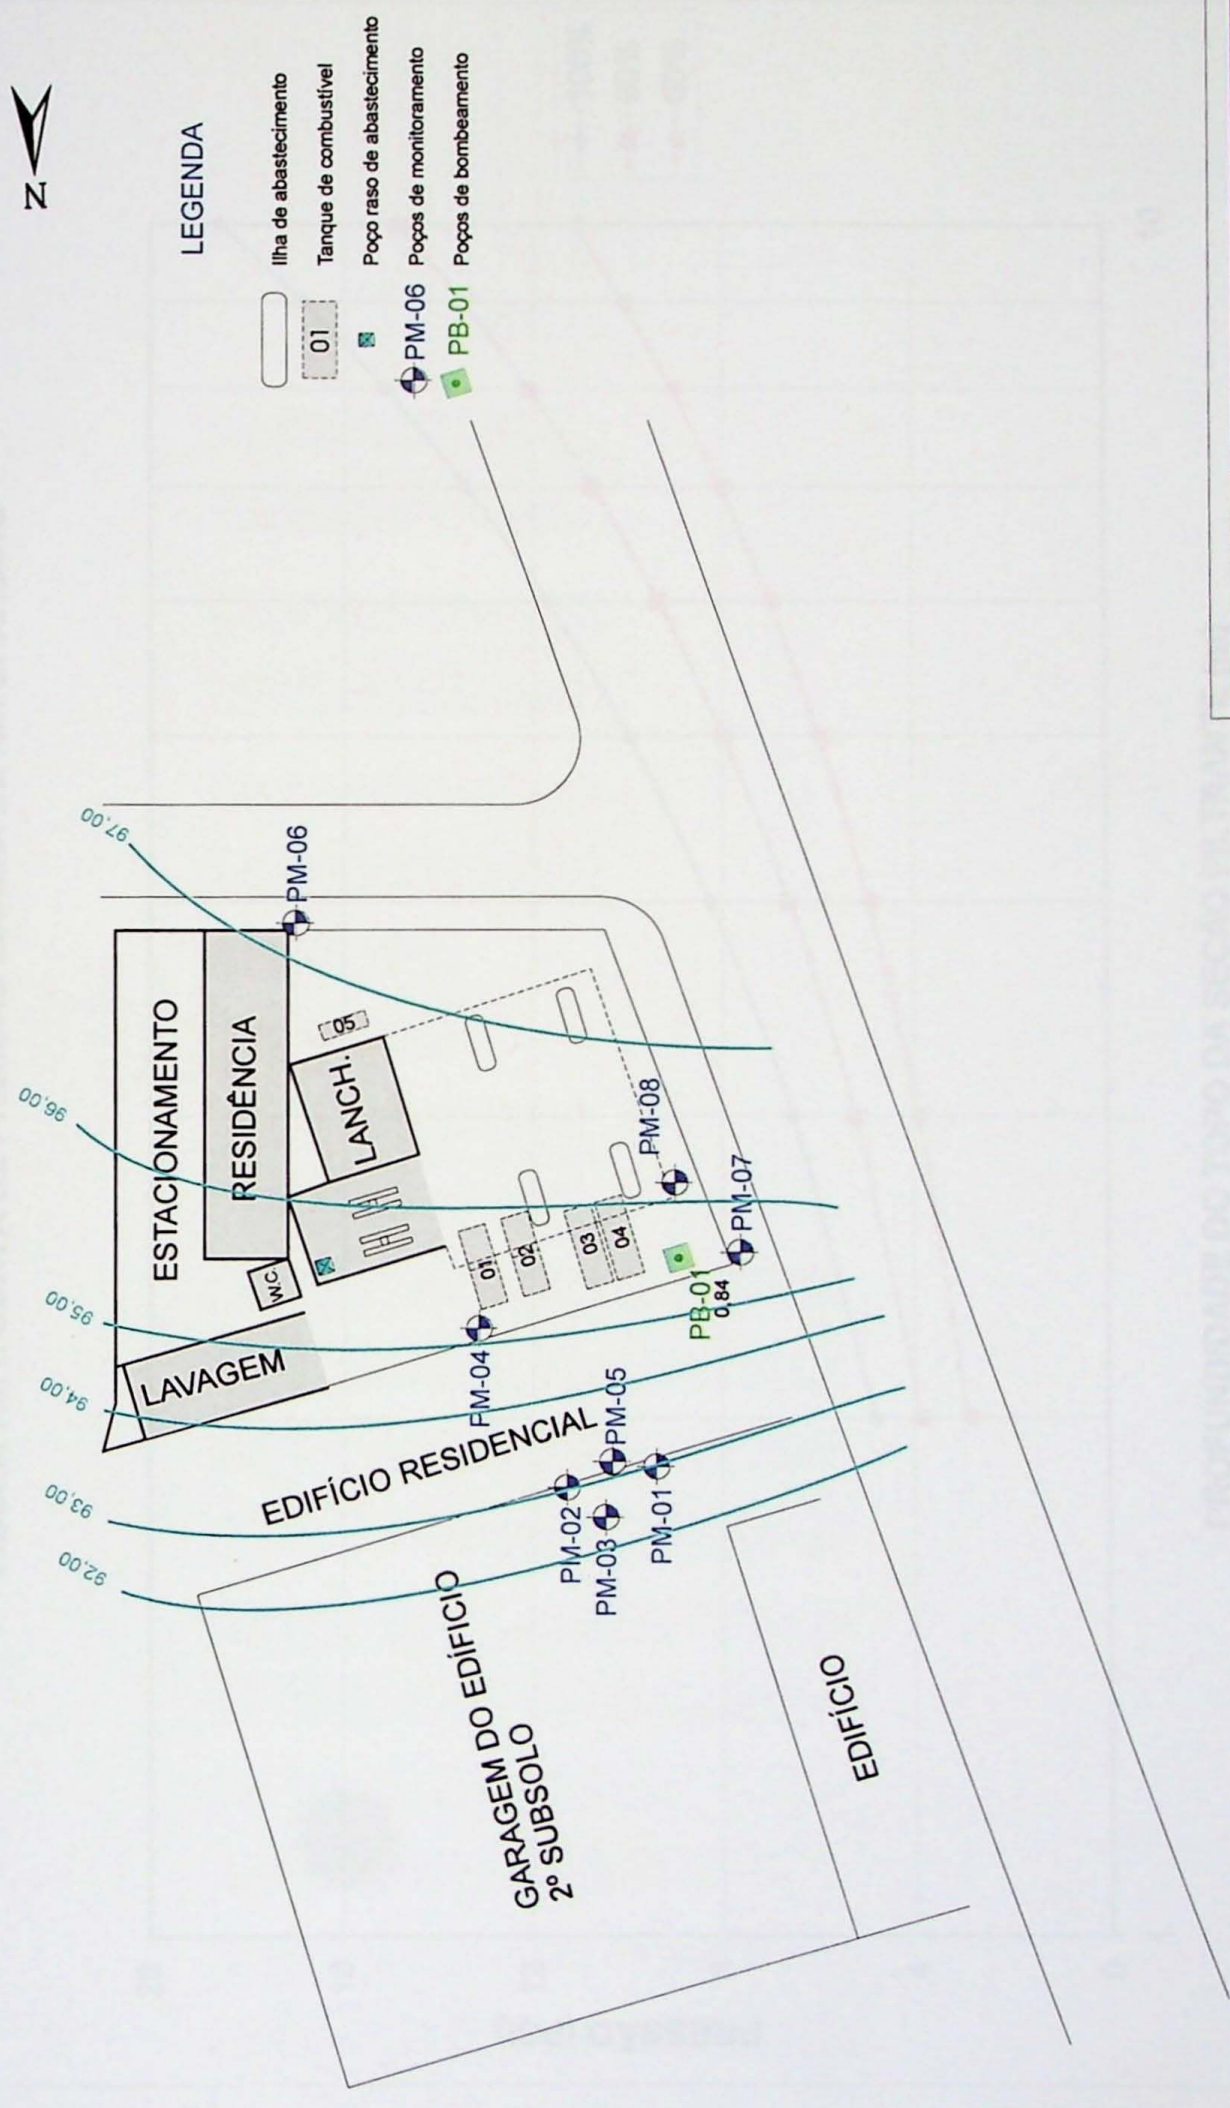 N
LEGENDA
Ilha de abastecimento
01
Tanque de combustível
Poço raso de abastecimento
PM-06
Poços de monitoramento
PB-01
Poços de bombeamento
97,00
96,00
95,00
94,00
93,00
92,00
PM-06
ESTACIONAMENTO
RESIDÊNCIA
05
LANCH.
W.C.
LAVAGEM
01
02
03
04
PM-08
PM-07
PB-01
0,84
PM-04
PM-05
EDIFÍCIO RESIDENCIAL
PM-02
PM-03
PM-01
GARAGEM DO EDÍFICIO
2º SUBSOLO
EDIFÍCIO